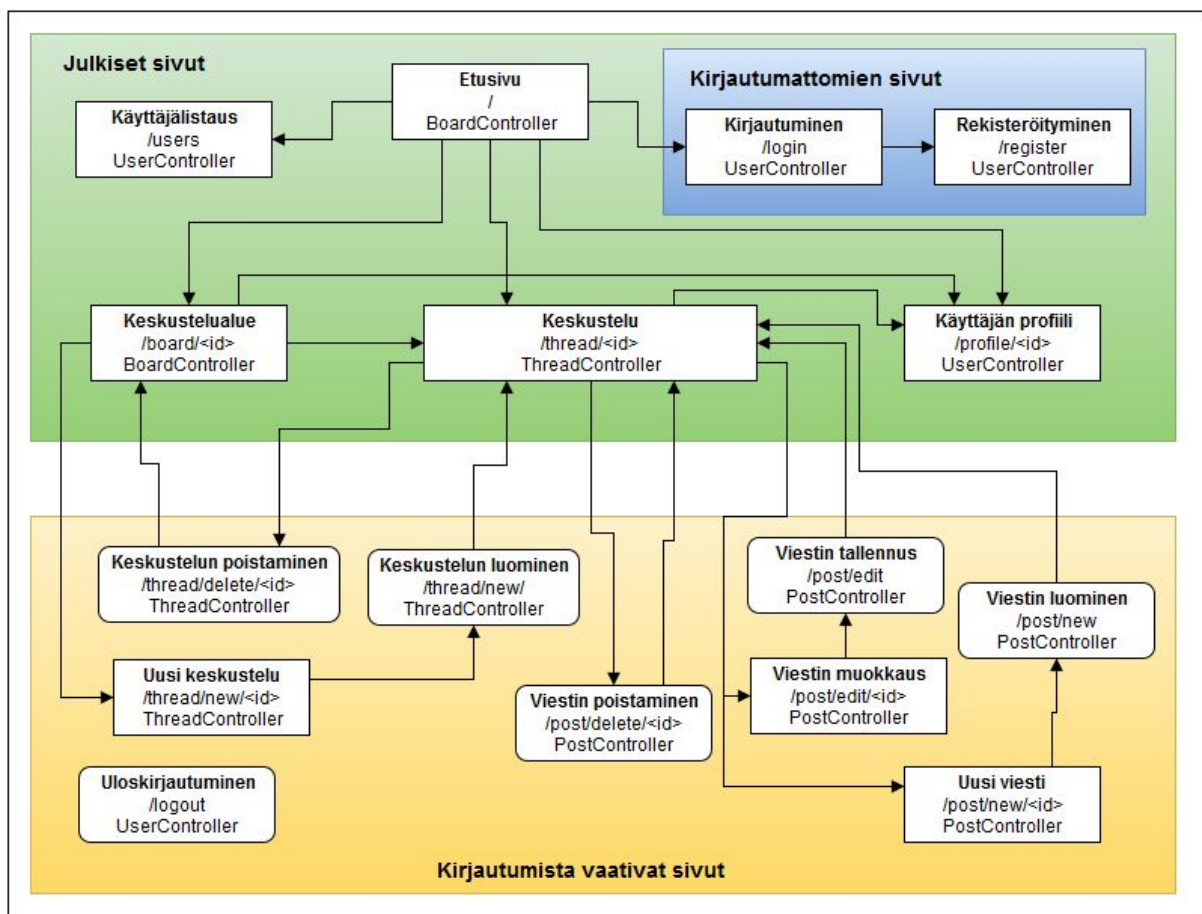 Julkiset sivut
Etusivu
/
BoardController
Käyttäjälistaus
/users
UserController
Kirjautumattomien sivut
Kirjautuminen
/login
UserController
Rekisteröityminen
/register
UserController
Keskustelualue
/board/<id>
BoardController
Keskustelu
/thread/<id>
ThreadController
Käyttäjän profiili
/profile/<id>
UserController
Keskustelun poistaminen
/thread/delete/<id>
ThreadController
Keskustelun luominen
/thread/new/
ThreadController
Viestin tallennus
/post/edit
PostController
Viestin luominen
/post/new
PostController
Uusi keskustelu
/thread/new/<id>
ThreadController
Viestin poistaminen
/post/delete/<id>
PostController
Viestin muokkaus
/post/edit/<id>
PostController
Uloskirjautuminen
/logout
UserController
Uusi viesti
/post/new/<id>
PostController
Kirjautumista vaativat sivut